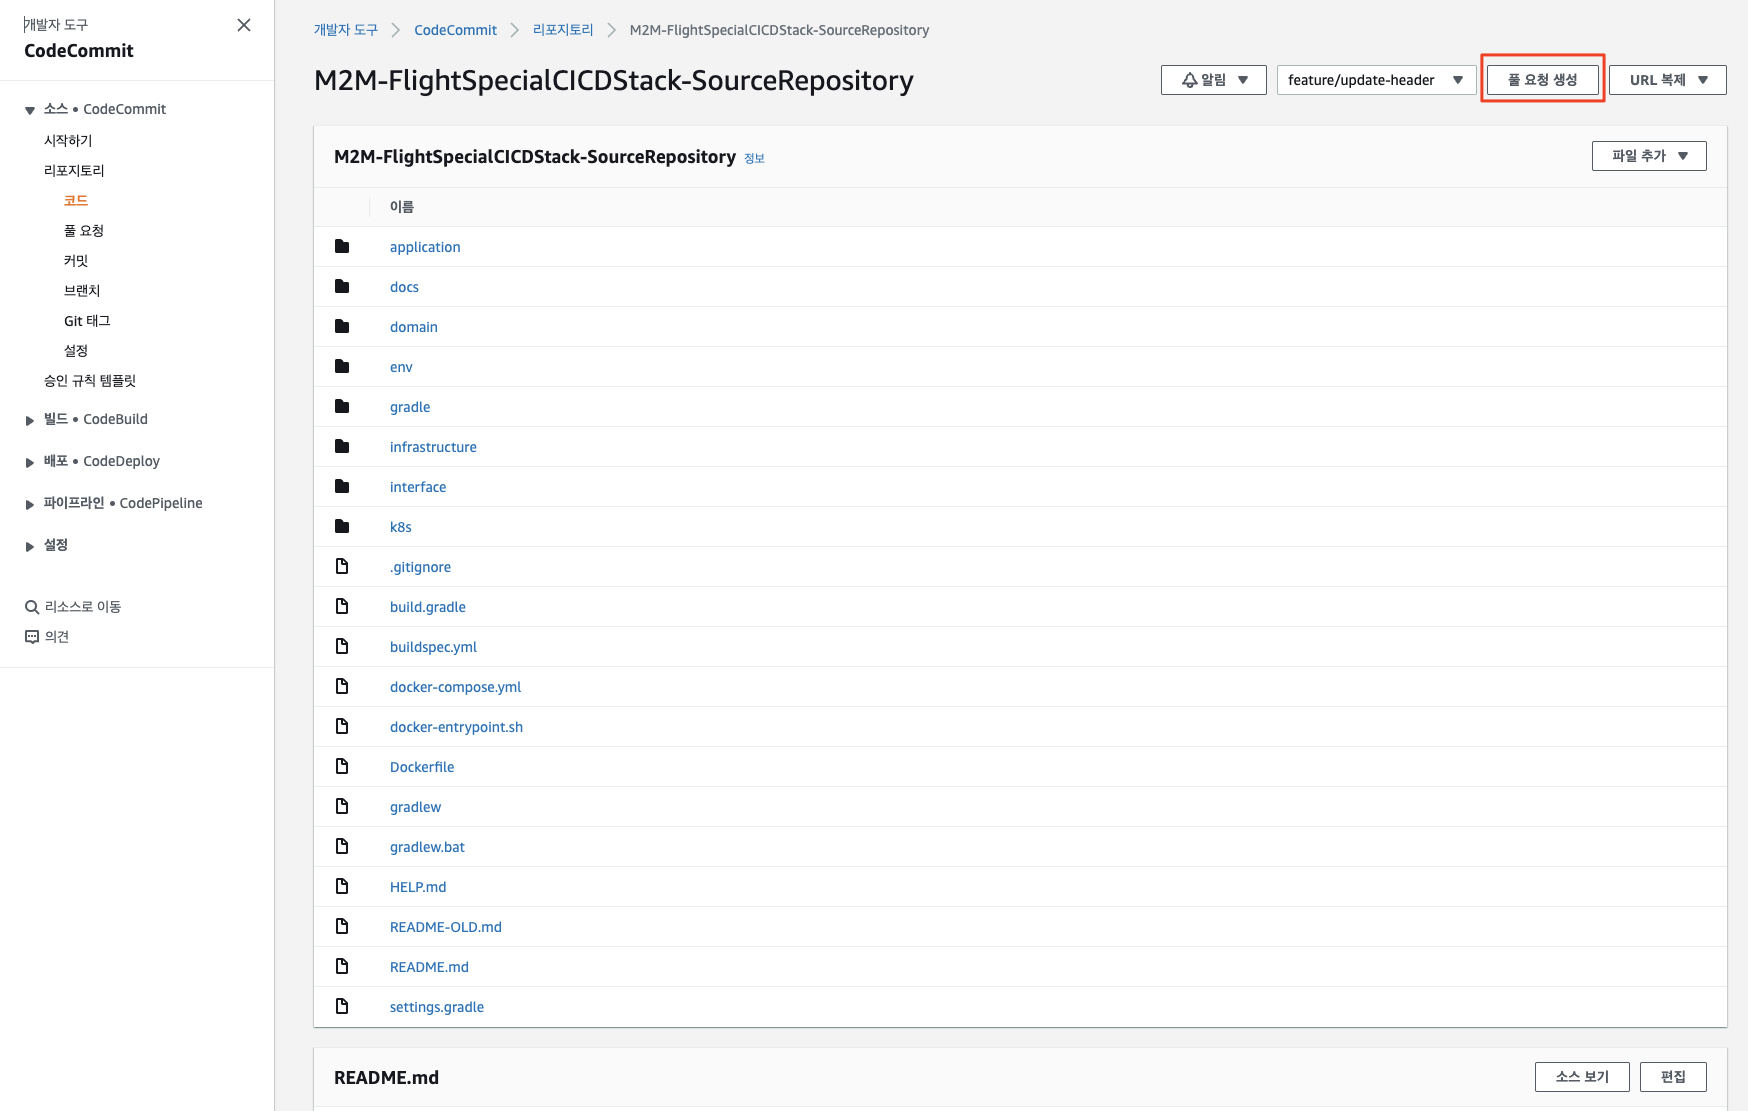 개발자 도구
CodeCommit
소스 • CodeCommit
시작하기
리포지토리
코드
풀 요청
커밋
브랜치
Git 태그
설정
승인 규칙 템플릿
빌드 • CodeBuild
배포 • CodeDeploy
파이프라인 • CodePipeline
설정
리소스로 이동
의견
개발자 도구 CodeCommit 리포지토리 M2M-FlightSpecialCICDStack-SourceRepository
M2M-FlightSpecialCICDStack-SourceRepository 알림 feature/update-header 풀 요청 생성 URL 복제
M2M-FlightSpecialCICDStack-SourceRepository 정보 파일 추가
이름
application
docs
domain
env
gradle
infrastructure
interface
k8s
.gitignore
build.gradle
buildspec.yml
docker-compose.yml
docker-entrypoint.sh
Dockerfile
gradlew
gradlew.bat
HELP.md
README-OLD.md
README.md
settings.gradle
README.md 소스 보기 편집